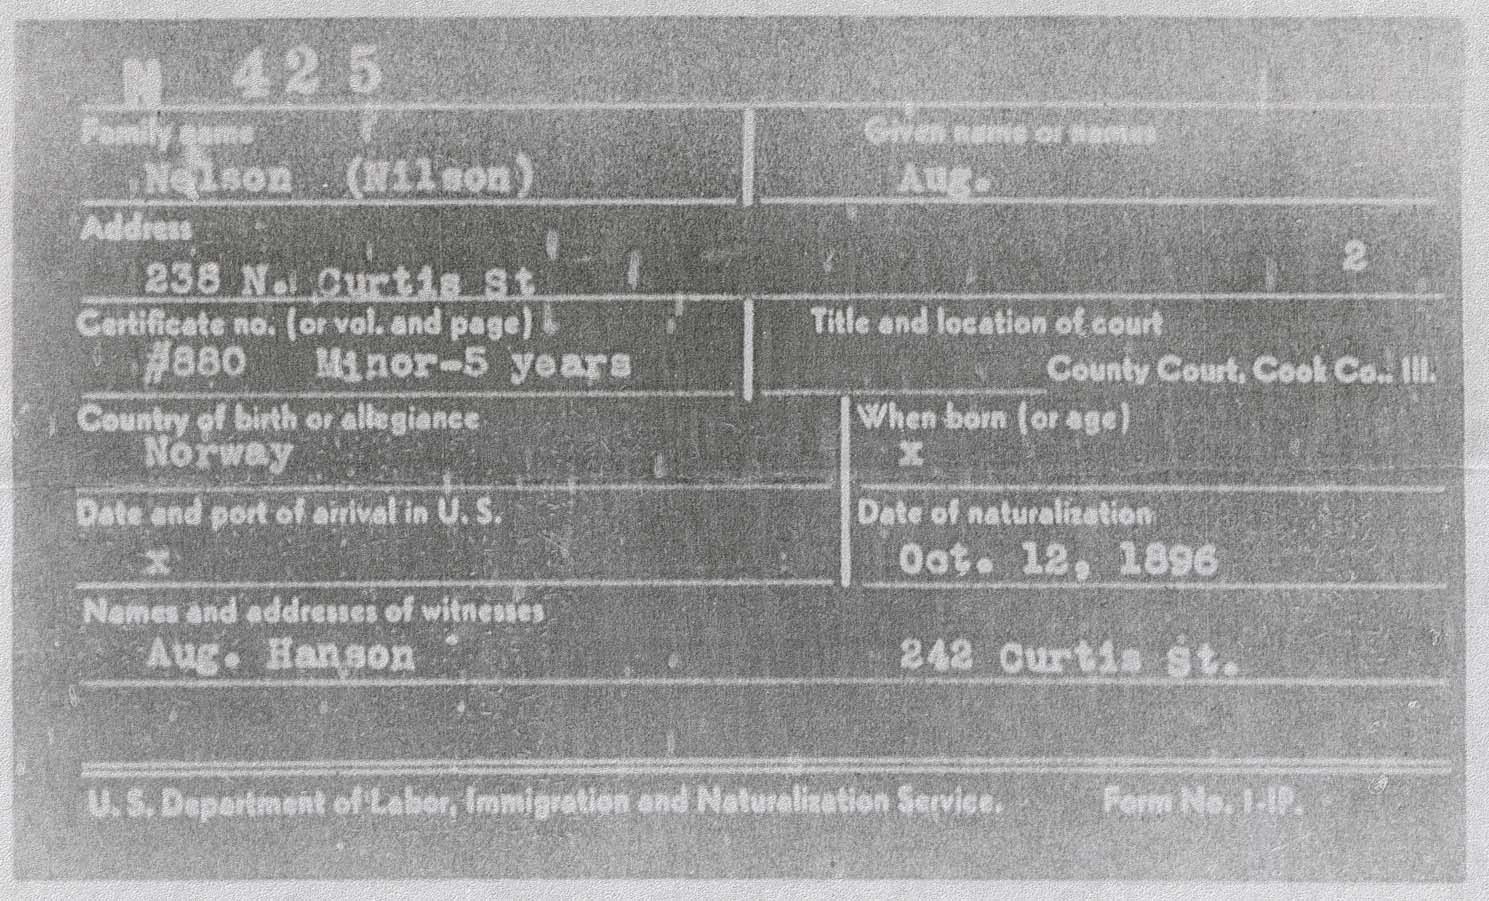 N 425
Family name Given name or names
Nelson (Nilson) Aug.
Address
2
238 N. Curtis St
Certificate no. (or vol. and page) Title and location of court
#880 Minor-5 years County Court, Cook Co., Ill.
Country of birth or allegiance When born (or age)
Norway x
Date and port of arrival in U. S. Date of naturalization
x Oct. 12, 1896
Names and addresses of witnesses
Aug. Hanson 242 Curtis St.
U. S. Department of Labor, Immigration and Naturalization Service. Form No. 1-IP.